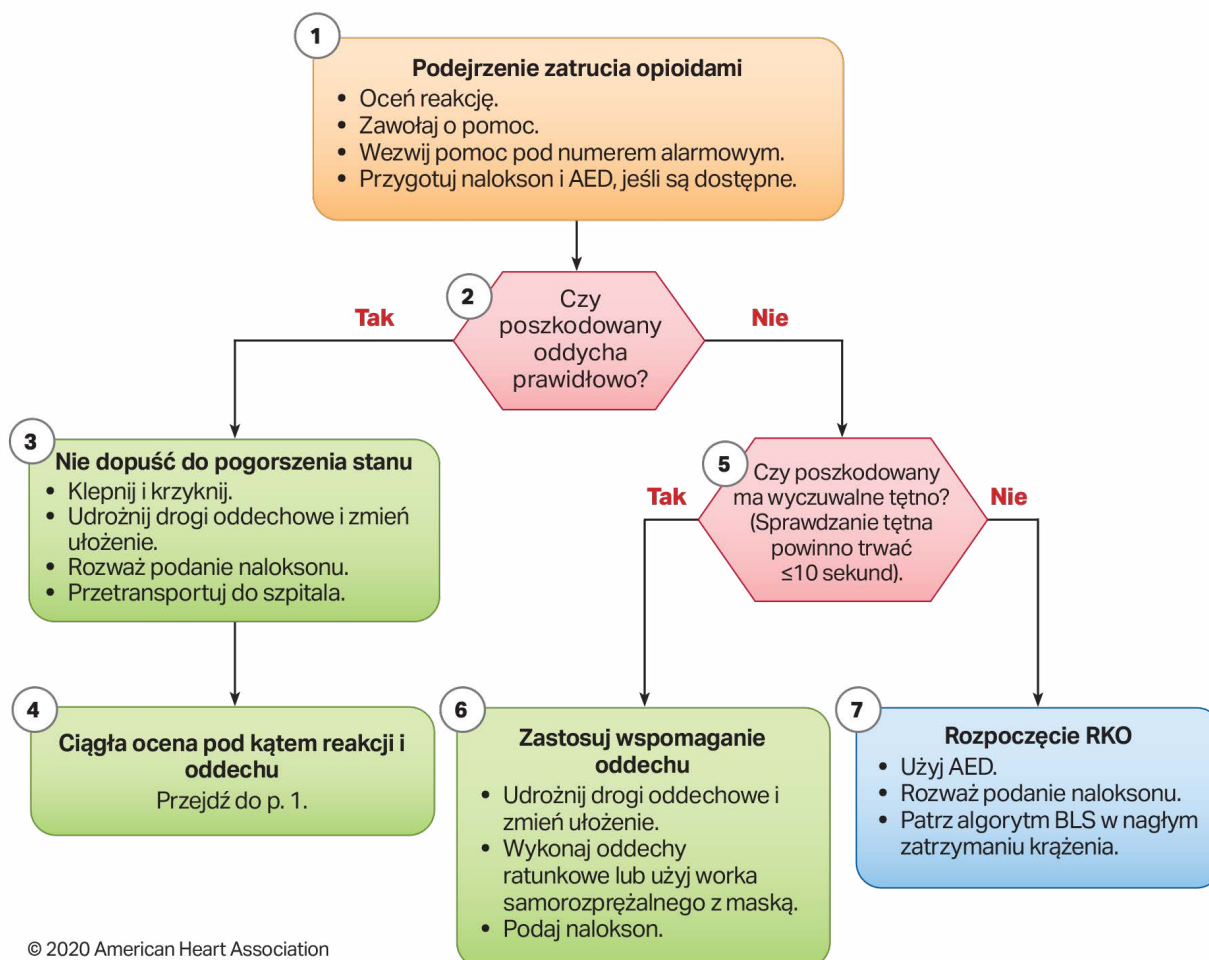 1
Podejrzenie zatrucia opioidami
• Oceń reakcję.
• Zawołaj o pomoc.
• Wezwij pomoc pod numerem alarmowym.
• Przygotuj nalokson i AED, jeśli są dostępne.
2
Czy
poszkodowany
oddycha
prawidłowo?
Tak
Nie
3
Nie dopuść do pogorszenia stanu
• Klepnij i krzyknij.
• Udrożnij drogi oddechowe i zmień
ułożenie.
• Rozważ podanie naloksonu.
• Przetransportuj do szpitala.
4
Ciągła ocena pod kątem reakcji i
oddechu
Przejdź do p. 1.
5
Czy poszkodowany
ma wyczuwalne tętno?
(Sprawdzanie tętna
powinno trwać
≤10 sekund).
Tak
Nie
6
Zastosuj wspomaganie
oddechu
• Udrożnij drogi oddechowe i
zmień ułożenie.
• Wykonaj oddechy
ratunkowe lub użyj worka
samorozprężalnego z maską.
• Podaj nalokson.
7
Rozpoczęcie RKO
• Użyj AED.
• Rozważ podanie naloksonu.
• Patrz algorytm BLS w nagłym
zatrzymaniu krążenia.
© 2020 American Heart Association